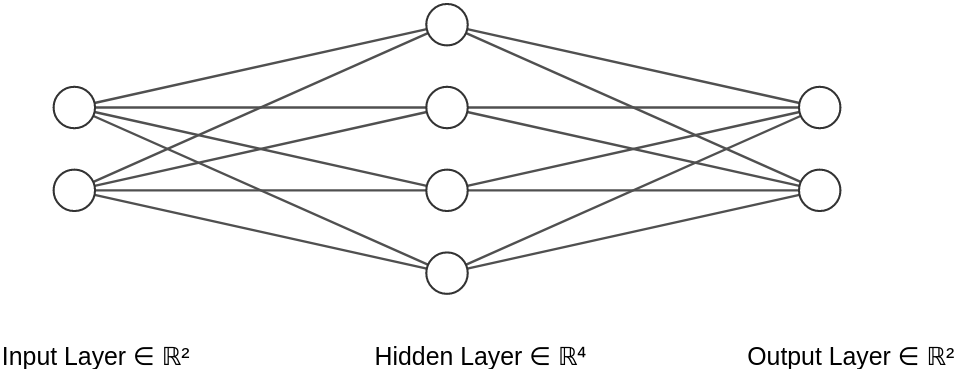 Input Layer ∈ ℝ²
Hidden Layer ∈ ℝ⁴
Output Layer ∈ ℝ²